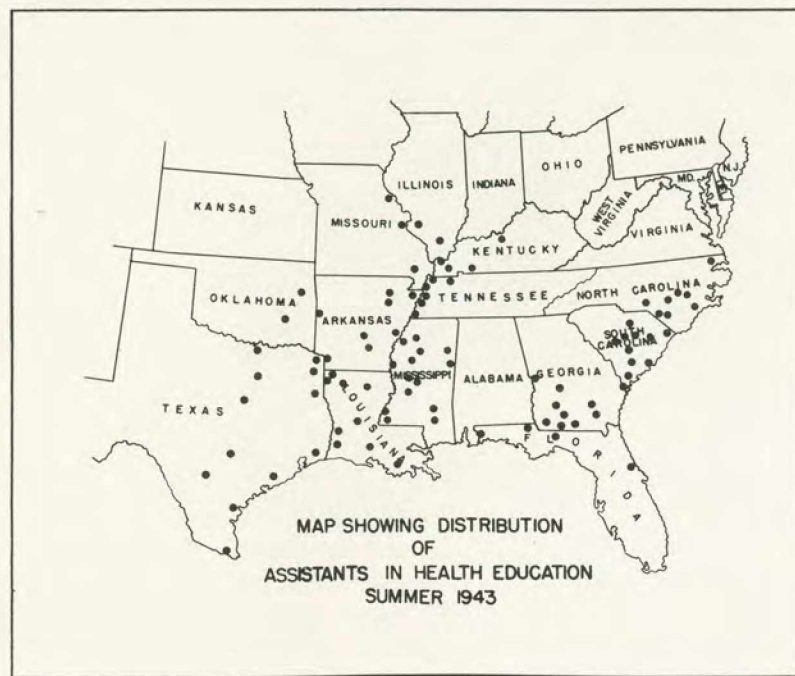 PENNSYLVANIA
N.J.
OHIO
MD.
ILLINOIS
INDIANA
WEST
VIRGINIA
KANSAS
MISSOURI
VIRGINIA
KENTUCKY
OKLAHOMA
TENNESSEE
NORTH CAROLINA
ARKANSAS
SOUTH
CAROLINA
MISSISSIPPI
ALABAMA
GEORGIA
TEXAS
LOUISIANA
FLORIDA
MAP SHOWING DISTRIBUTION
OF
ASSISTANTS IN HEALTH EDUCATION
SUMMER 1943